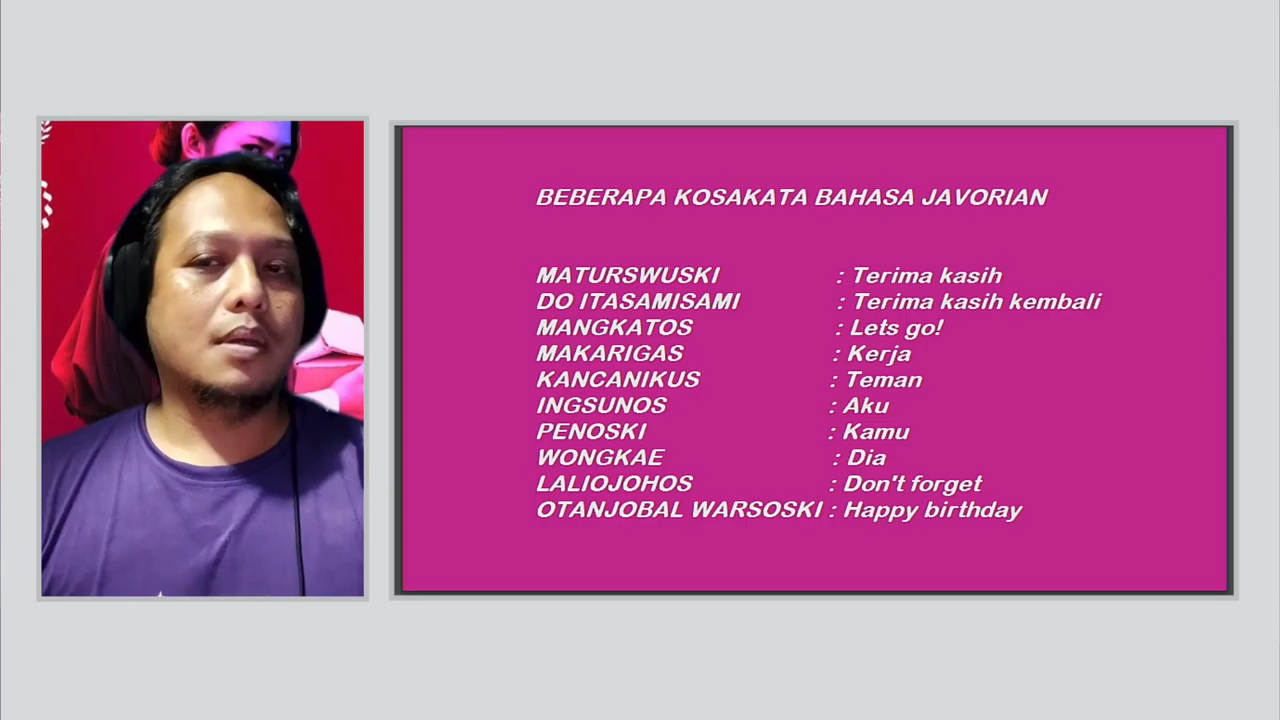 BEBERAPA KOSAKATA BAHASA JAVORIAN
MATURSWUSKI : Terima kasih
DO ITASAMISAMI : Terima kasih kembali
MANGKATOS : Lets go!
MAKARIGAS : Kerja
KANCANIKUS : Teman
INGSUNOS : Aku
PENOSKI : Kamu
WONGKAE : Dia
LALIOJOHOS : Don't forget
OTANJOBAL WARSOSKI : Happy birthday